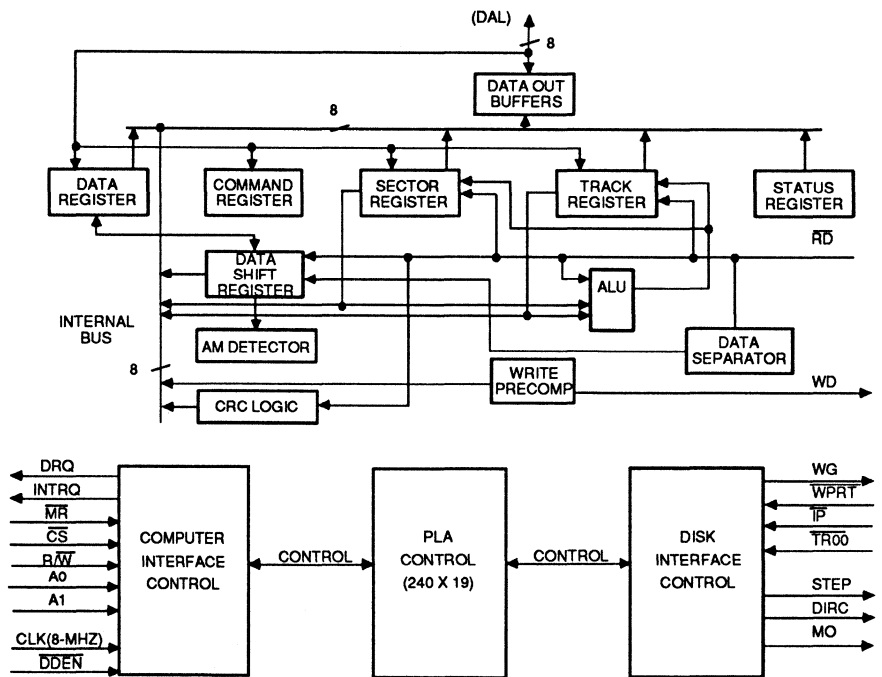 (DAL)
8
DATA OUT
BUFFERS
8
DATA
REGISTER
COMMAND
REGISTER
SECTOR
REGISTER
TRACK
REGISTER
STATUS
REGISTER
RD
DATA
SHIFT
REGISTER
ALU
INTERNAL
BUS
AM DETECTOR
DATA
SEPARATOR
8
WRITE
PRECOMP
WD
CRC LOGIC
DRQ
INTRQ
MR
CS
R/W
A0
A1
CLK(8-MHZ)
DDEN
COMPUTER
INTERFACE
CONTROL
CONTROL
PLA
CONTROL
(240 X 19)
CONTROL
DISK
INTERFACE
CONTROL
WG
WPRT
IP
TR00
STEP
DIRC
MO